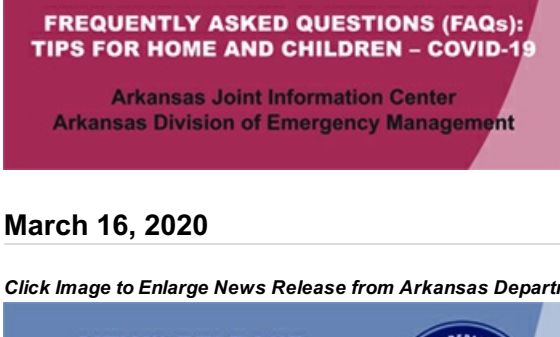 FREQUENTLY ASKED QUESTIONS (FAQs):
TIPS FOR HOME AND CHILDREN – COVID-19
Arkansas Joint Information Center
Arkansas Division of Emergency Management
March 16, 2020
Click Image to Enlarge News Release from Arkansas